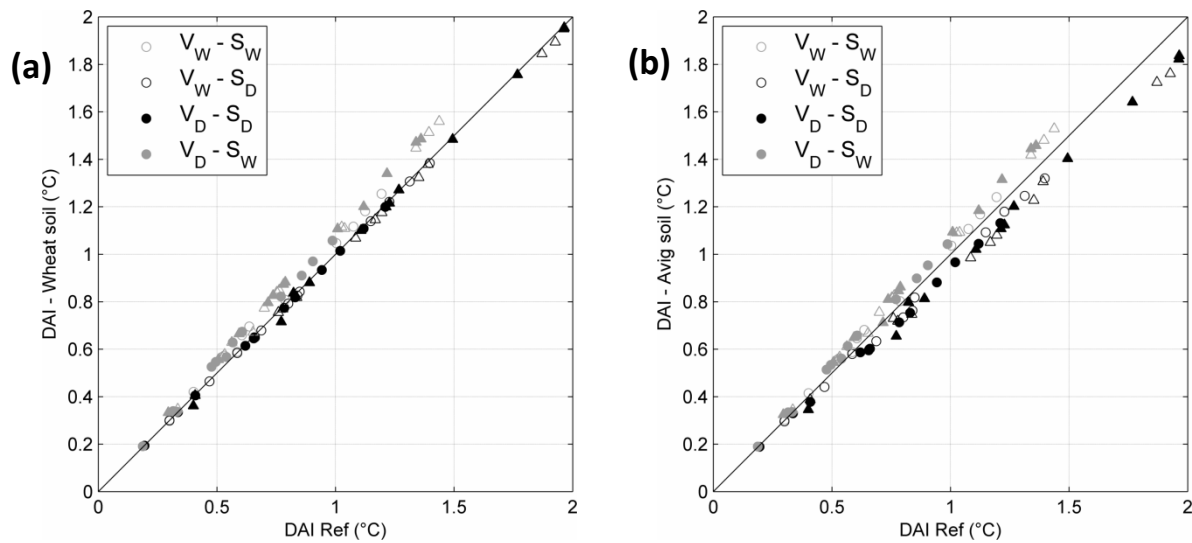 (a)
2
1.8
1.6
1.4
1.2
1
0.8
0.6
0.4
0.2
0
DAI - Wheat soil (°C)
V_W - S_W
V_W - S_D
V_D - S_D
V_D - S_W
0 0.5 1 1.5 2
DAI Ref (°C)
(b)
2
1.8
1.6
1.4
1.2
1
0.8
0.6
0.4
0.2
0
DAI - Avig soil (°C)
V_W - S_W
V_W - S_D
V_D - S_D
V_D - S_W
0 0.5 1 1.5 2
DAI Ref (°C)